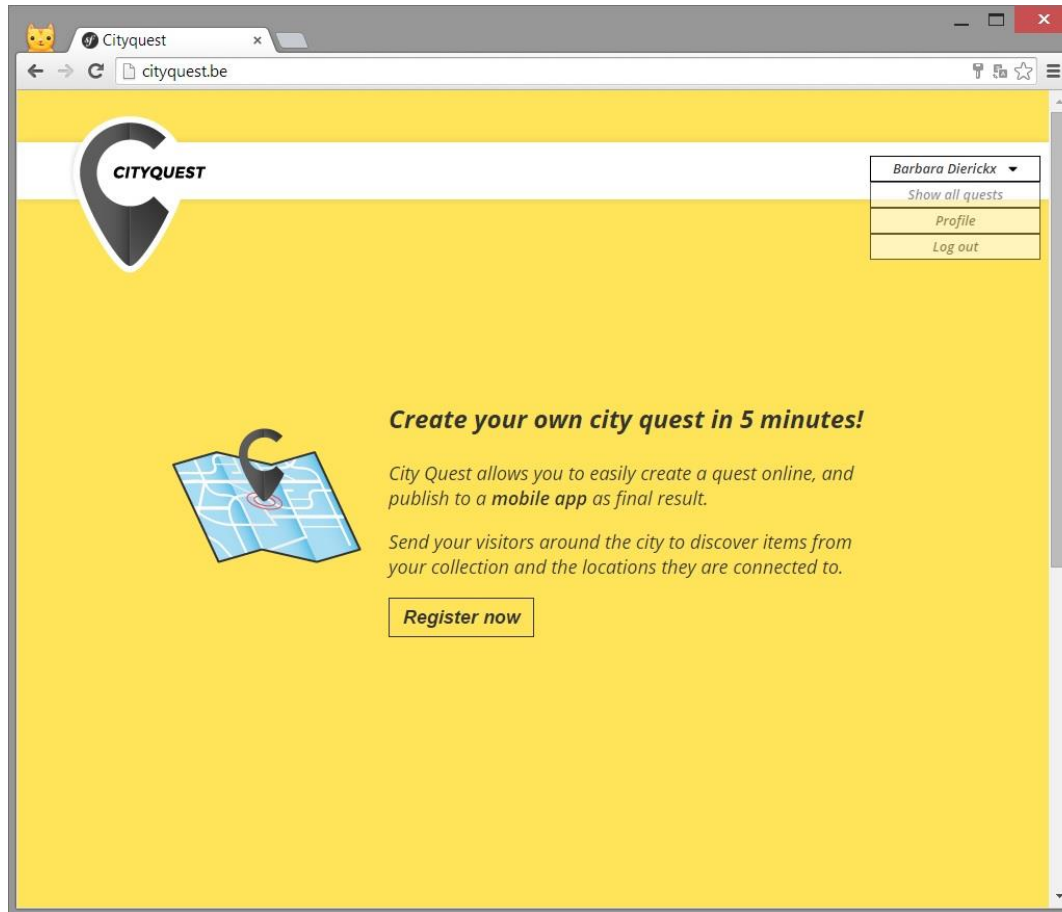 Cityquest
cityquest.be
CITYQUEST
Barbara Dierickx
Show all quests
Profile
Log out
Create your own city quest in 5 minutes!
City Quest allows you to easily create a quest online, and
publish to a mobile app as final result.
Send your visitors around the city to discover items from
your collection and the locations they are connected to.
Register now